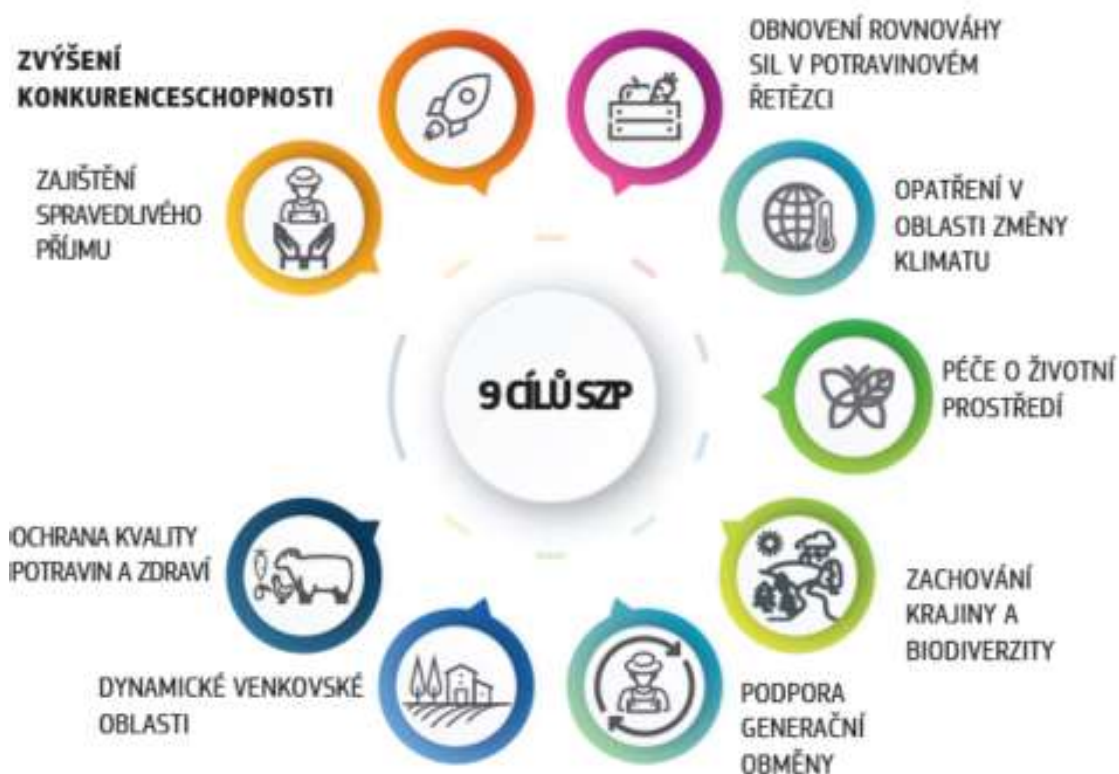 ZVÝŠENÍ
KONKURENCESCHOPNOSTI
OBNOVENÍ ROVNOVÁHY
SIL V POTRAVINOVÉM
ŘETĚZCI
ZAJIŠTĚNÍ
SPRAVEDLIVÉHO
PŘÍJMU
OPATŘENÍ V
OBLASTI ZMĚNY
KLIMATU
9 CÍLŮ SZP
PÉČE O ŽIVOTNÍ
PROSTŘEDÍ
OCHRANA KVALITY
POTRAVIN A ZDRAVÍ
ZACHOVÁNÍ
KRAJINY A
BIODIVERZITY
DYNAMICKÉ VENKOVSKÉ
OBLASTI
PODPORA
GENERAČNÍ
OBMĚNY